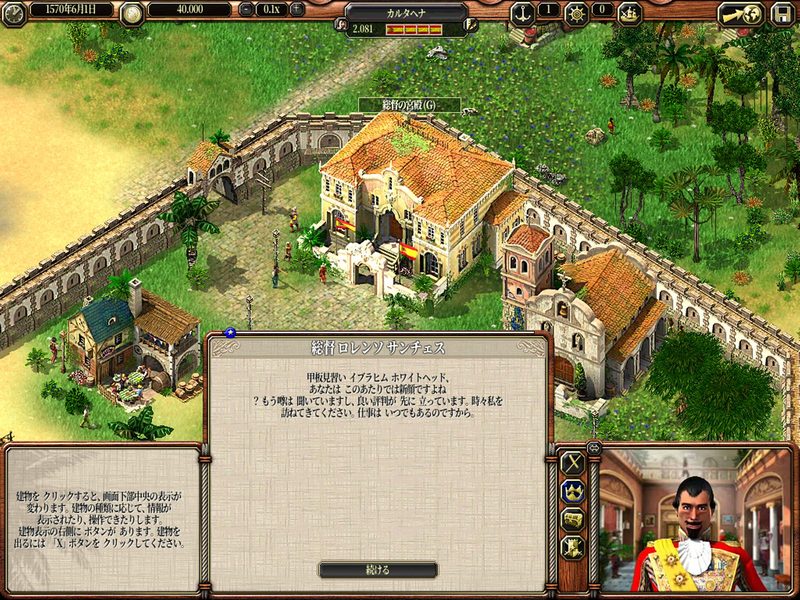 1570年6月1日
40.000
0.1x
カルタヘナ
2.081
1
0
総督の宮殿(G)
総督 ロレンソ サンチェス
甲板見習い イブラヒム ホワイトヘッド、
あなたは このあたりでは新顔ですよね
? もう噂は 聞いていますし、良い評判が 先に 立っています。時々私を
訪ねてきてください。仕事は いつでもあるのですから。
続ける
建物を クリックすると、画面下部中央の表示が
変わります。建物の種類に応じて、情報が
表示されたり、操作できたりします。
建物表示の右側に ボタンが あります。建物を
出るには 「X」ボタンを クリックしてください。